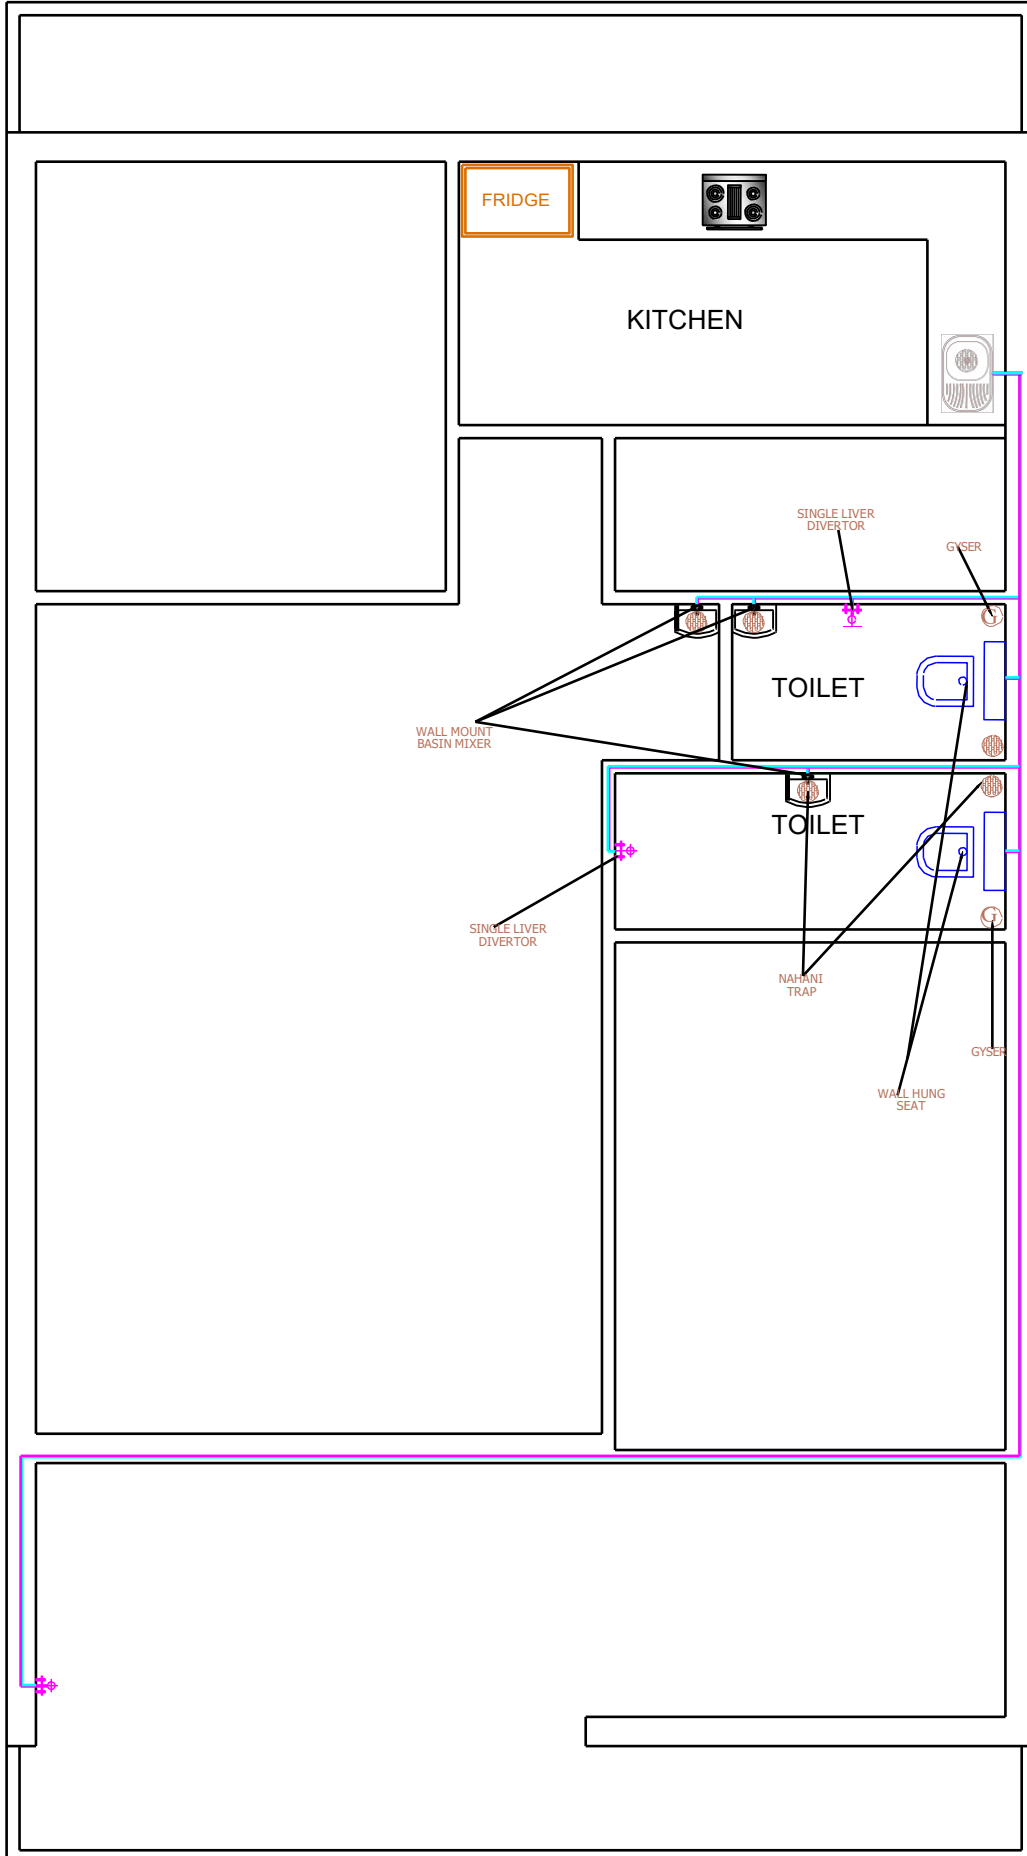 FRIDGE
KITCHEN
SINGLE LIVER
DIVERTOR
GYSER
G
TOILET
WALL MOUNT
BASIN MIXER
TOILET
G
SINGLE LIVER
DIVERTOR
NAHANI
TRAP
GYSER
WALL HUNG
SEAT